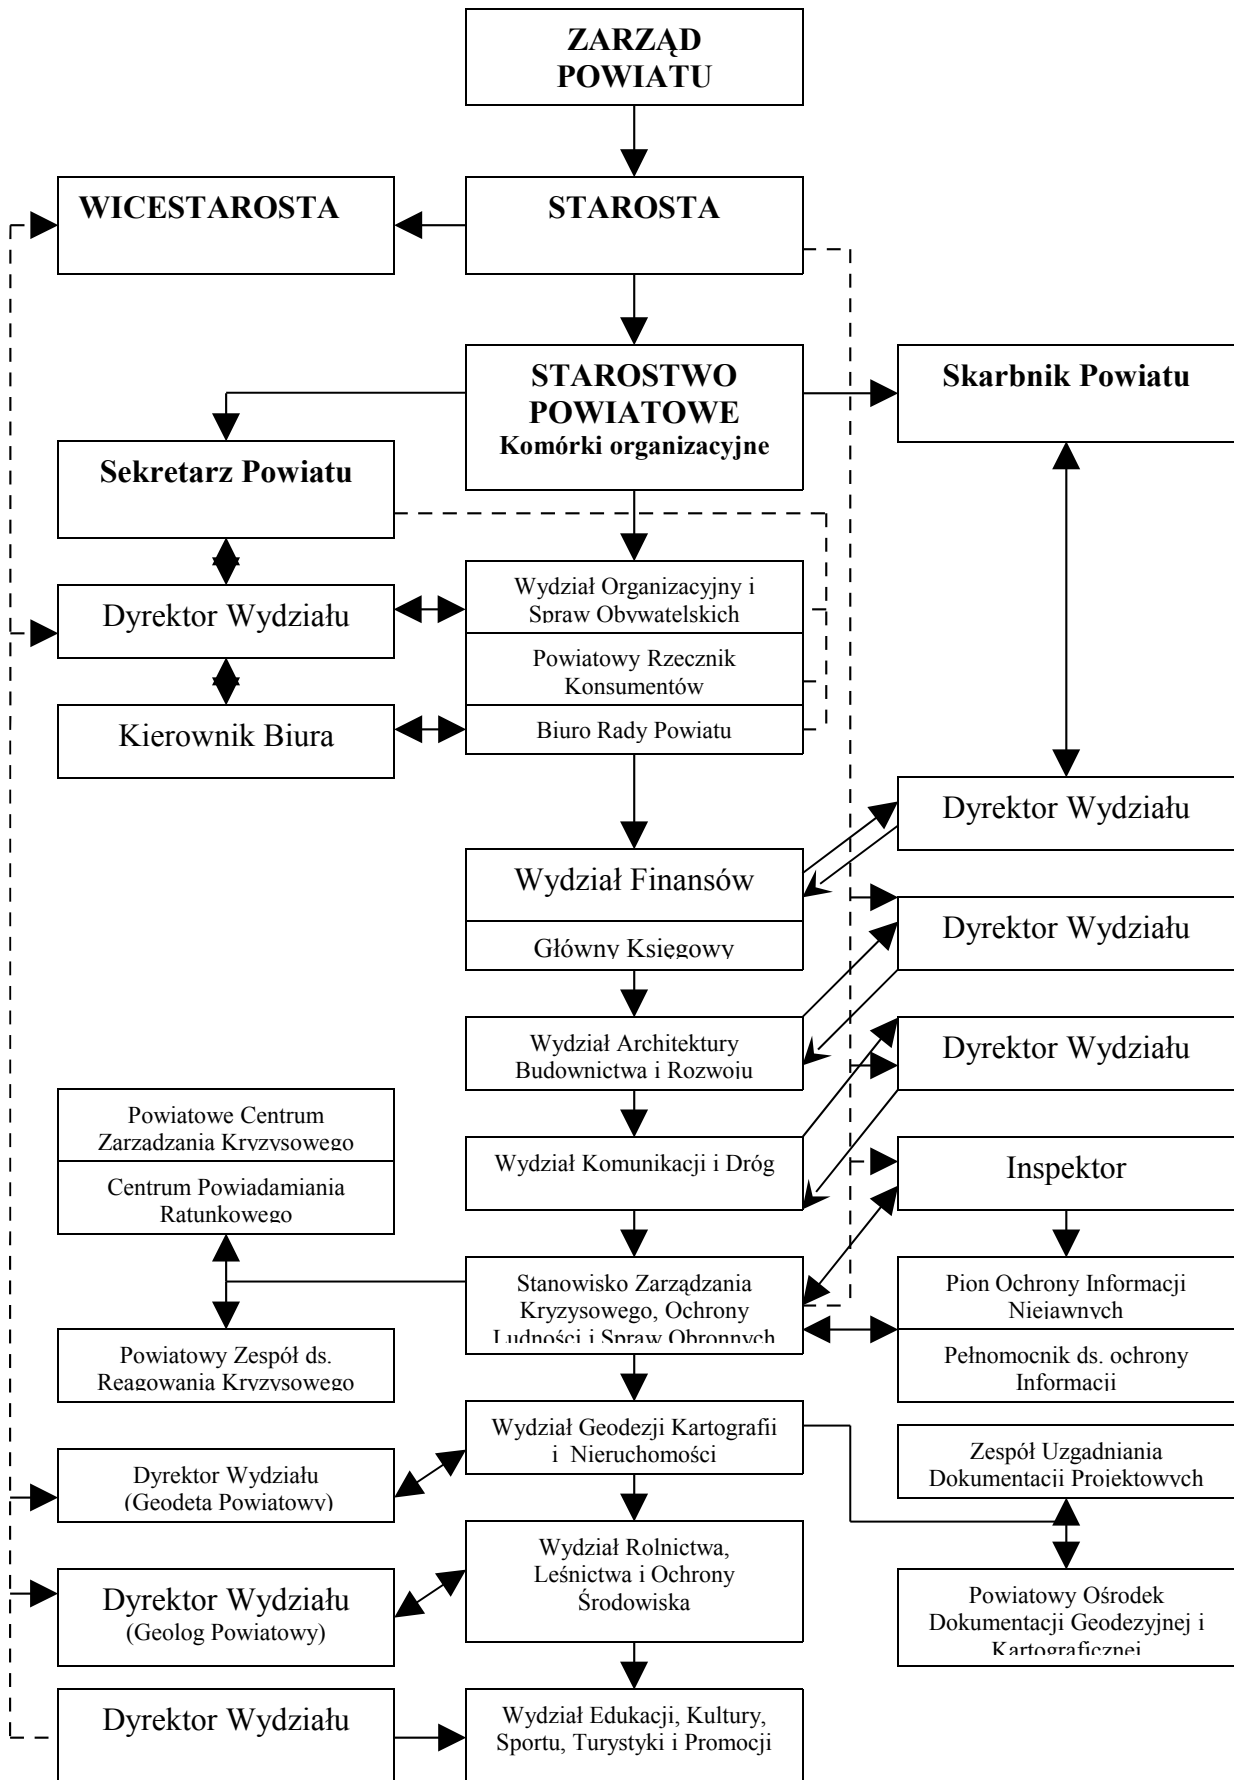 ZARZĄD
POWIATU
WICESTAROSTA
STAROSTA
STAROSTWO
POWIATOWE
Komórki organizacyjne
Skarbnik Powiatu
Sekretarz Powiatu
Dyrektor Wydziału
Wydział Organizacyjny i
Spraw Obywatelskich
Powiatowy Rzecznik
Konsumentów
Kierownik Biura
Biuro Rady Powiatu
Dyrektor Wydziału
Wydział Finansów
Główny Księgowy
Dyrektor Wydziału
Wydział Architektury
Budownictwa i Rozwoju
Dyrektor Wydziału
Powiatowe Centrum
Zarządzania Kryzysowego
Centrum Powiadamiania
Ratunkowego
Wydział Komunikacji i Dróg
Inspektor
Stanowisko Zarządzania
Kryzysowego, Ochrony
Ludności i Spraw Obronnych
Pion Ochrony Informacji
Niejawnych
Pełnomocnik ds. ochrony
Informacji
Powiatowy Zespół ds.
Reagowania Kryzysowego
Wydział Geodezji Kartografii
i Nieruchomości
Zespół Uzgadniania
Dokumentacji Projektowych
Dyrektor Wydziału
(Geodeta Powiatowy)
Wydział Rolnictwa,
Leśnictwa i Ochrony
Środowiska
Dyrektor Wydziału
(Geolog Powiatowy)
Powiatowy Ośrodek
Dokumentacji Geodezyjnej i
Kartograficznej
Dyrektor Wydziału
Wydział Edukacji, Kultury,
Sportu, Turystyki i Promocji